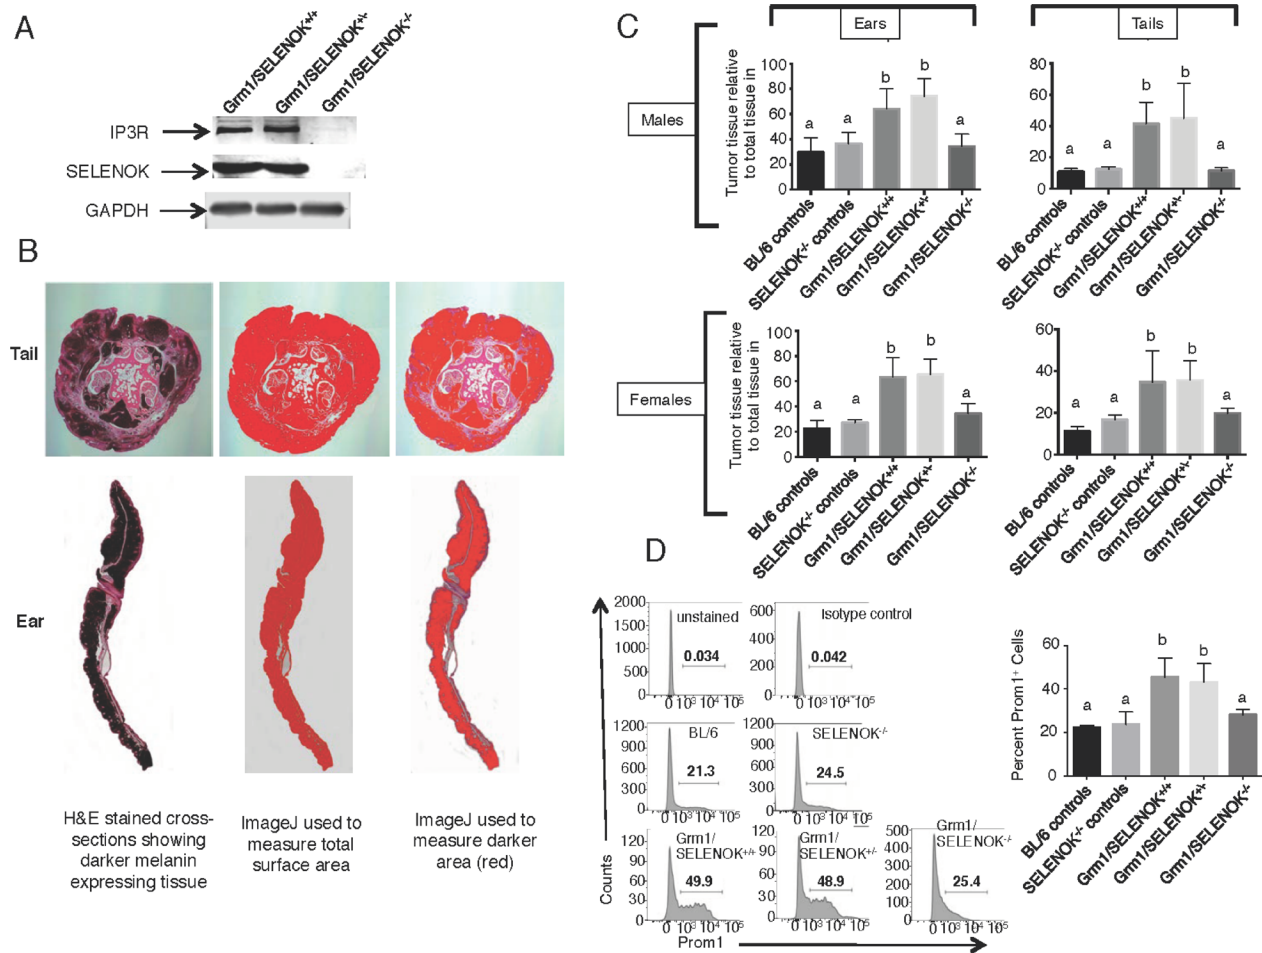 A
Grm1/SELENOK+/+
Grm1/SELENOK+/-
Grm1/SELENOK-/-
IP3R
SELENOK
GAPDH
B
Tail
Ear
H&E stained cross-
sections showing
darker melanin
expressing tissue
ImageJ used to
measure total
surface area
ImageJ used to
measure darker
area (red)
C
Ears
Tails
Males
Tumor tissue relative
to total tissue in
100
80
60
40
20
0
a
a
b
b
a
BL/6 controls
SELENOK-/- controls
Grm1/SELENOK+/+
Grm1/SELENOK+/-
Grm1/SELENOK-/-
80
60
40
20
0
a
a
b
b
a
BL/6 controls
SELENOK-/- controls
Grm1/SELENOK+/+
Grm1/SELENOK+/-
Grm1/SELENOK-/-
Females
Tumor tissue relative
to total tissue in
100
80
60
40
20
0
a
a
b
b
a
BL/6 controls
SELENOK-/- controls
Grm1/SELENOK+/+
Grm1/SELENOK+/-
Grm1/SELENOK-/-
60
40
20
0
a
a
b
b
a
BL/6 controls
SELENOK-/- controls
Grm1/SELENOK+/+
Grm1/SELENOK+/-
Grm1/SELENOK-/-
D
Counts
2000
1500
1000
500
0
unstained
0.034
0 10³ 10⁴ 10⁵
600
400
200
0
Isotype control
0.042
0 10³ 10⁴ 10⁵
1200
900
600
300
0
BL/6
21.3
0 10³ 10⁴ 10⁵
1200
900
600
300
0
SELENOK-/-
24.5
0 10³ 10⁴ 10⁵
120
90
60
30
0
Grm1/
SELENOK+/+
49.9
0 10³ 10⁴ 10⁵
120
90
60
30
0
Grm1/
SELENOK+/-
48.9
0 10³ 10⁴ 10⁵
500
400
300
200
100
0
Grm1/
SELENOK-/-
25.4
0 10³ 10⁴ 10⁵
Prom1
Percent Prom1+ Cells
60
40
20
0
a
a
b
b
a
BL/6 controls
SELENOK-/- controls
Grm1/SELENOK+/+
Grm1/SELENOK+/-
Grm1/SELENOK-/-